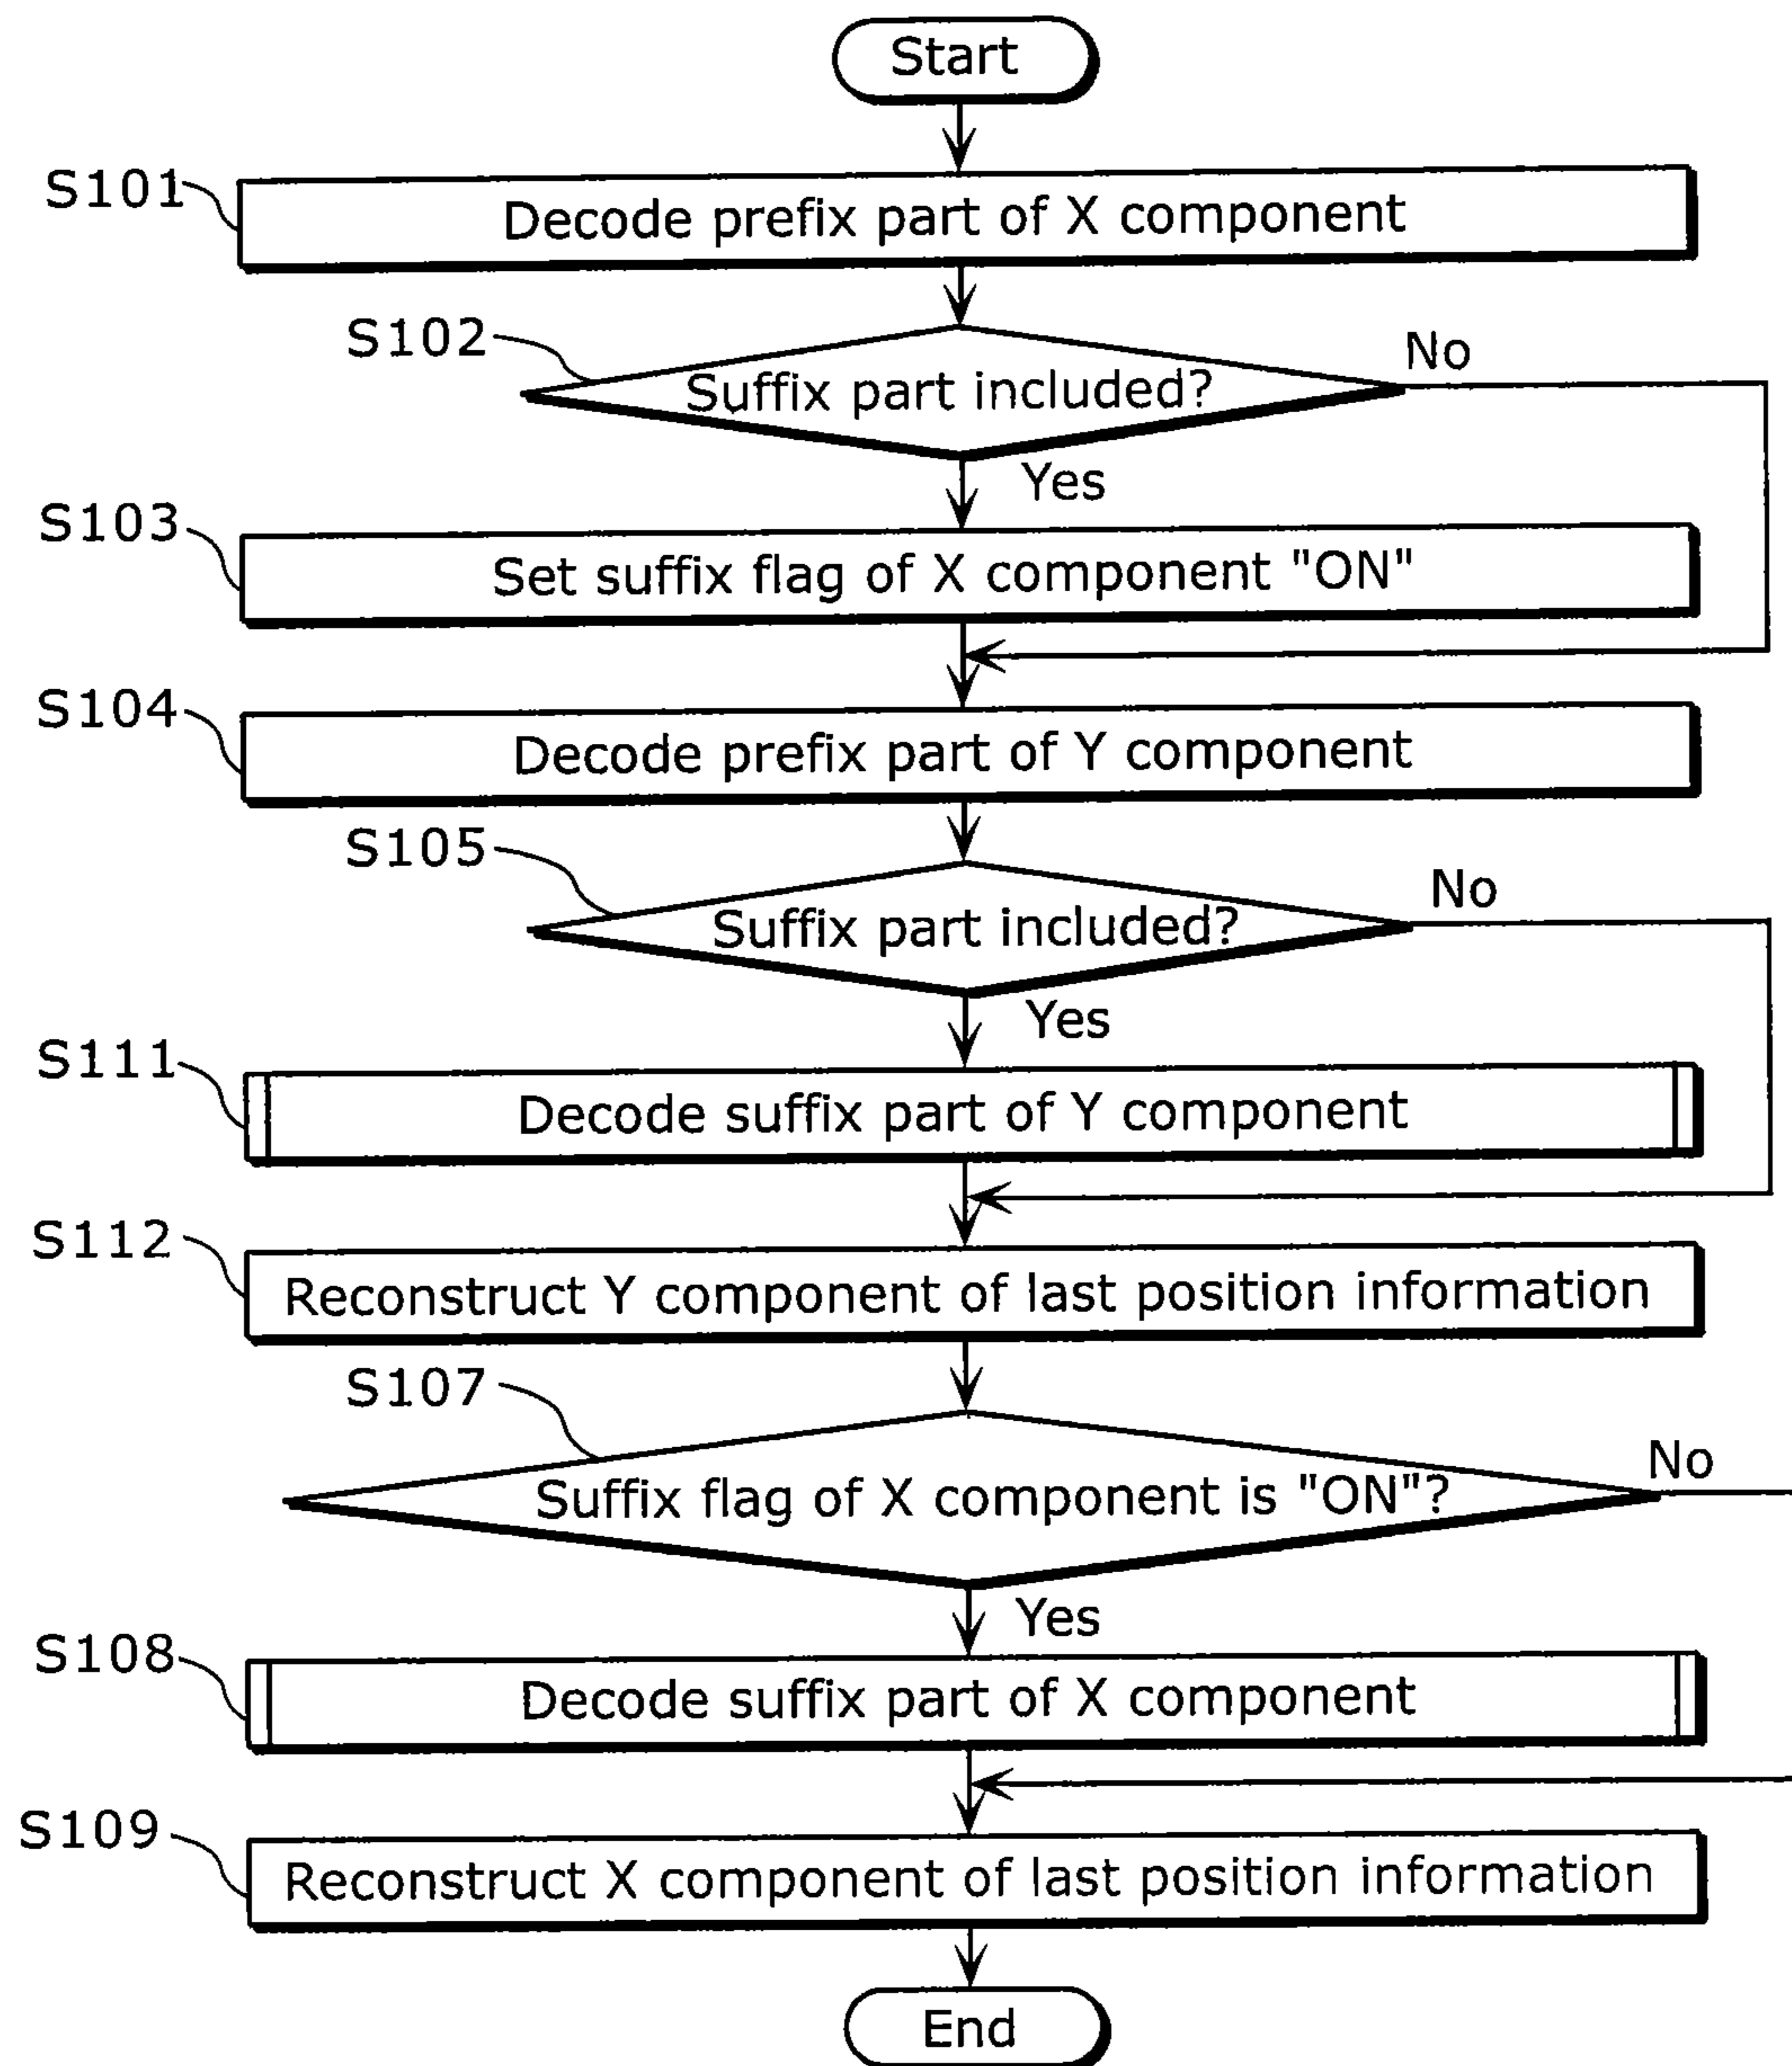 Start
S101
Decode prefix part of X component
S102
Suffix part included?
No
Yes
S103
Set suffix flag of X component "ON"
S104
Decode prefix part of Y component
S105
Suffix part included?
No
Yes
S111
Decode suffix part of Y component
S112
Reconstruct Y component of last position information
S107
Suffix flag of X component is "ON"?
No
Yes
S108
Decode suffix part of X component
S109
Reconstruct X component of last position information
End